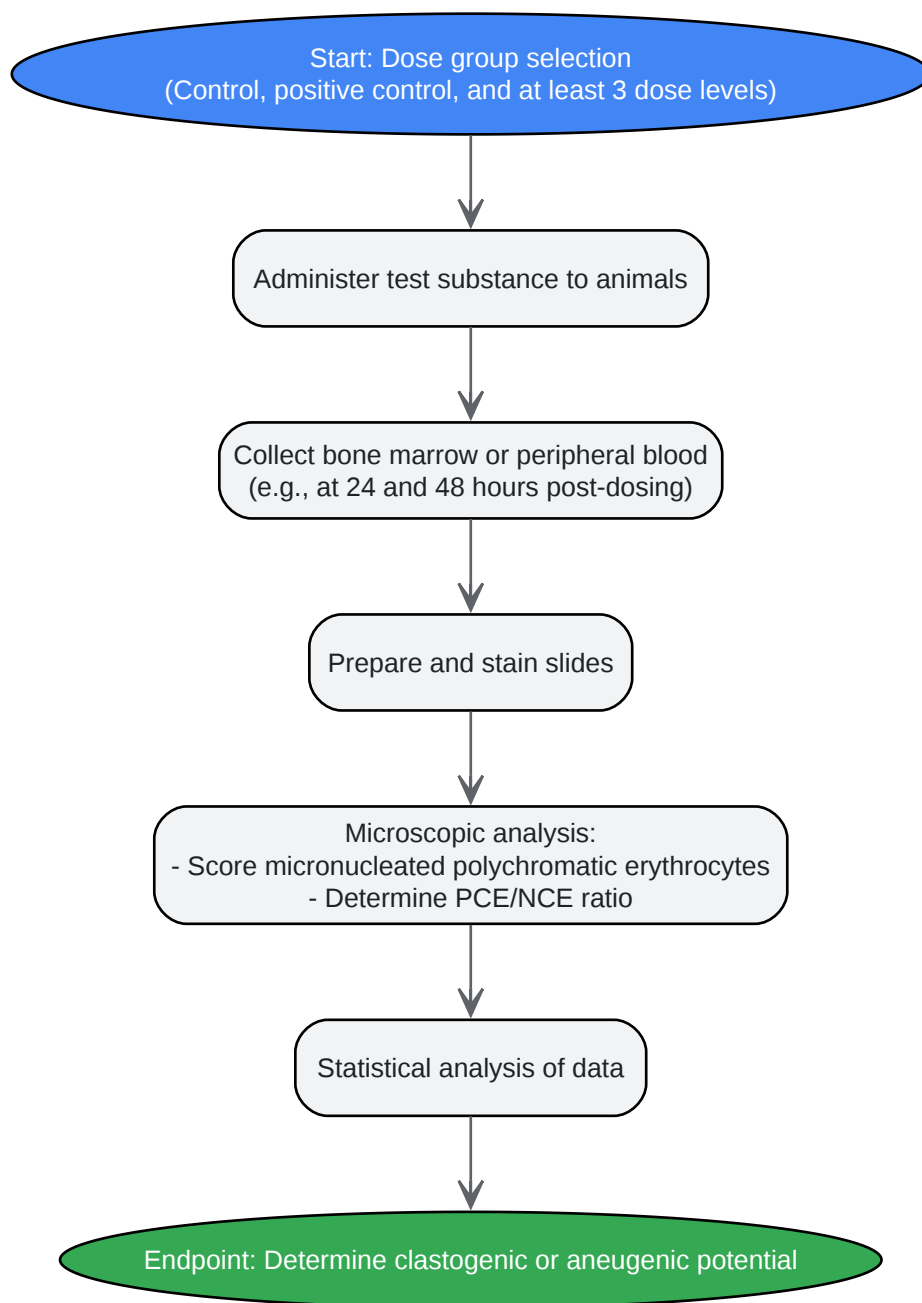 Start: Dose group selection
(Control, positive control, and at least 3 dose levels)
Administer test substance to animals
Collect bone marrow or peripheral blood
(e.g., at 24 and 48 hours post-dosing)
Prepare and stain slides
Microscopic analysis:
- Score micronucleated polychromatic erythrocytes
- Determine PCE/NCE ratio
Statistical analysis of data
Endpoint: Determine clastogenic or aneugenic potential